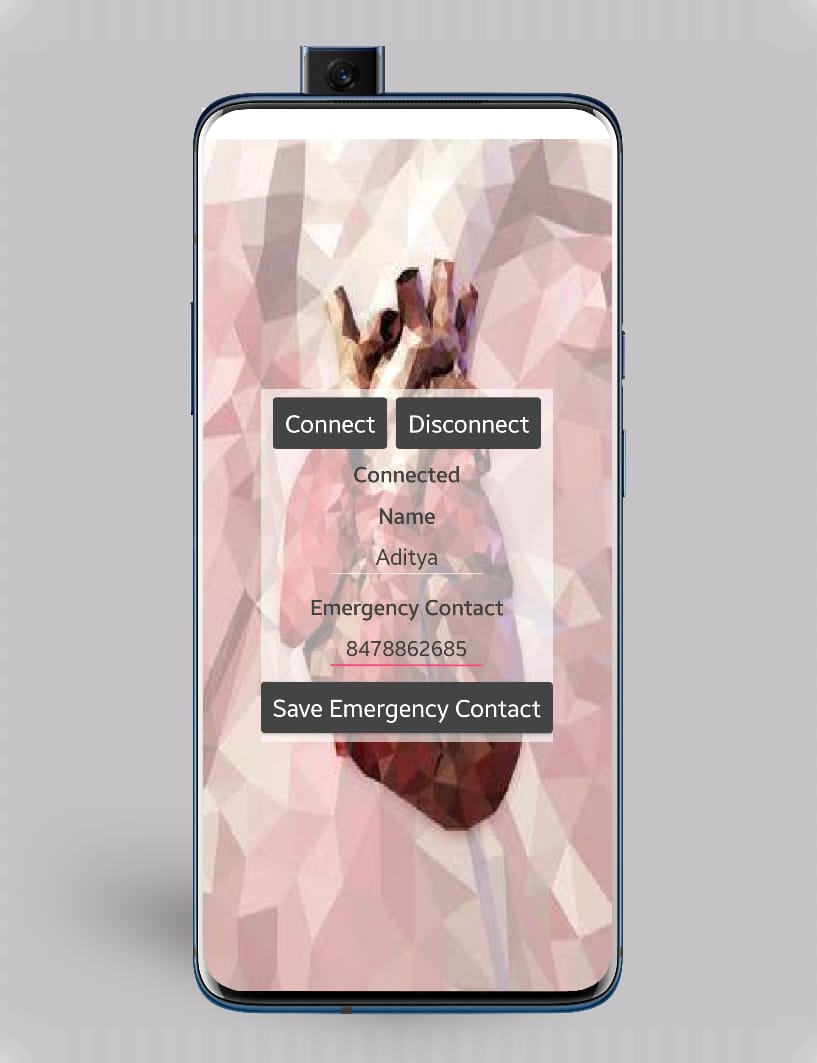 Connect Disconnect
Connected
Name
Aditya
Emergency Contact
8478862685
Save Emergency Contact